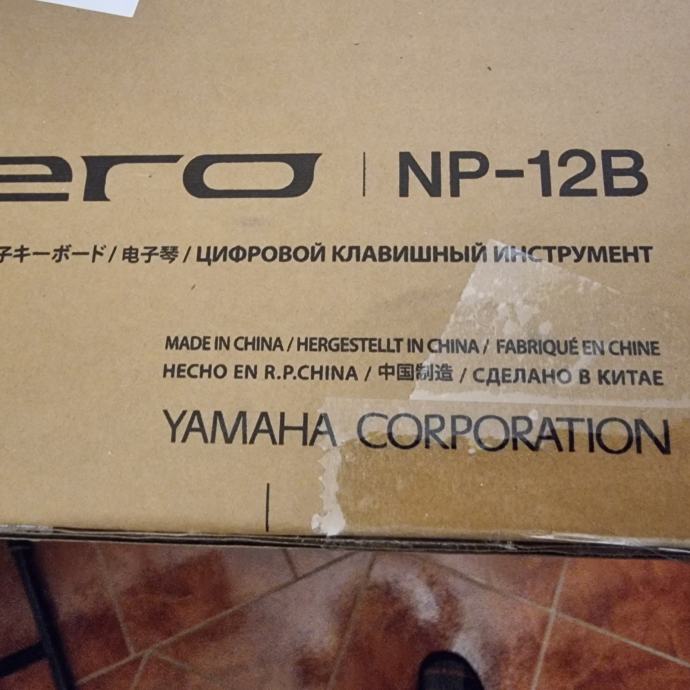 ero | NP-12B
子キーボード / 电子琴 / ЦИФРОВОЙ КЛАВИШНЫЙ ИНСТРУМЕНТ
MADE IN CHINA / HERGESTELLT IN CHINA / FABRIQUÉ EN CHINE
HECHO EN R.P.CHINA / 中国制造 / СДЕЛАНО В КИТАЕ
YAMAHA CORPORATION